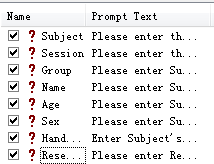 Name Prompt Text
Subject Please enter th...
Session Please enter th...
Group Please enter Su...
Name Please enter Su...
Age Please enter Su...
Sex Please enter Su...
Hand... Enter Subject's...
Rese... Please enter Re...